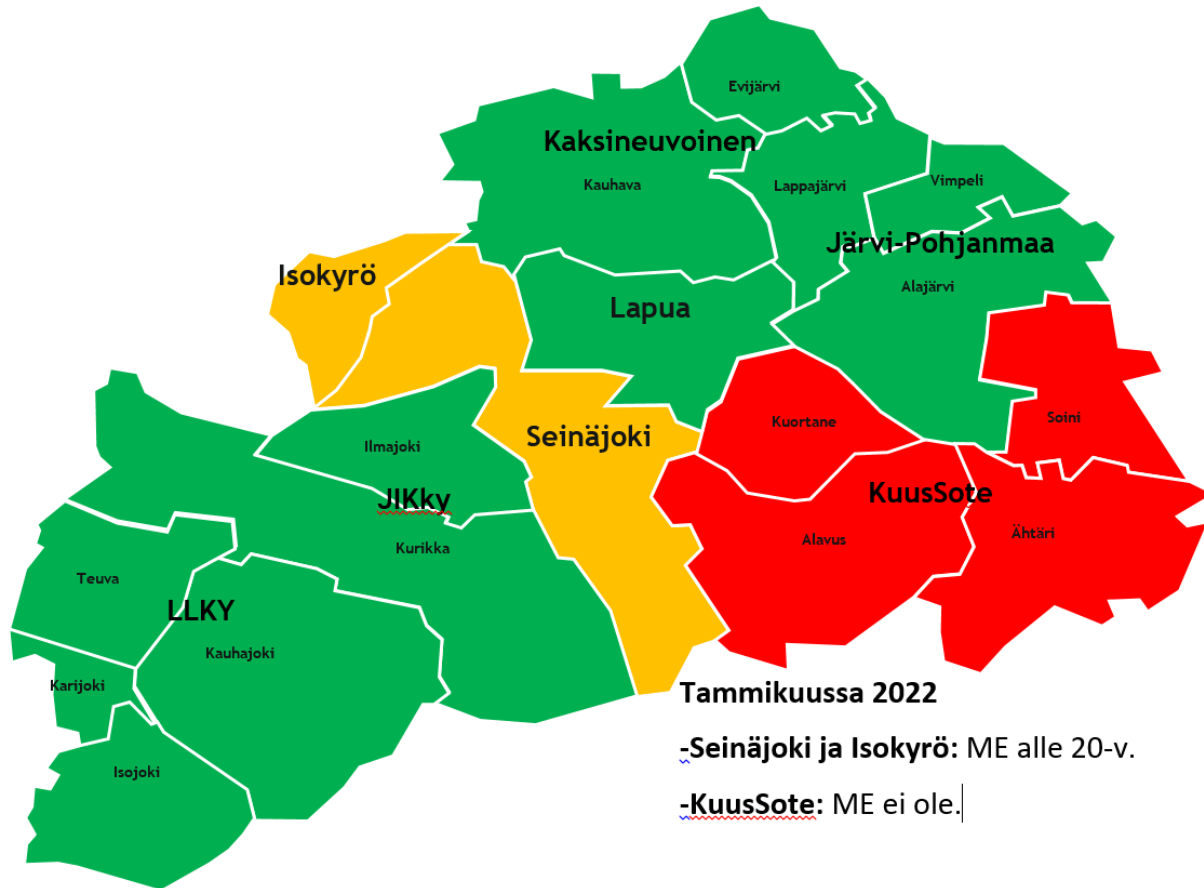 Evijärvi
Kaksineuvoinen
Kauhava
Lappajärvi
Vimpeli
Järvi-Pohjanmaa
Alajärvi
Isokyrö
Lapua
Kuortane
Soini
Seinäjoki
Ilmajoki
JIKky
KuusSote
Alavus
Ähtäri
Kurikka
Teuva
LLKY
Kauhajoki
Karijoki
Isojoki
Tammikuussa 2022
-Seinäjoki ja Isokyrö: ME alle 20-v.
-KuusSote: ME ei ole.